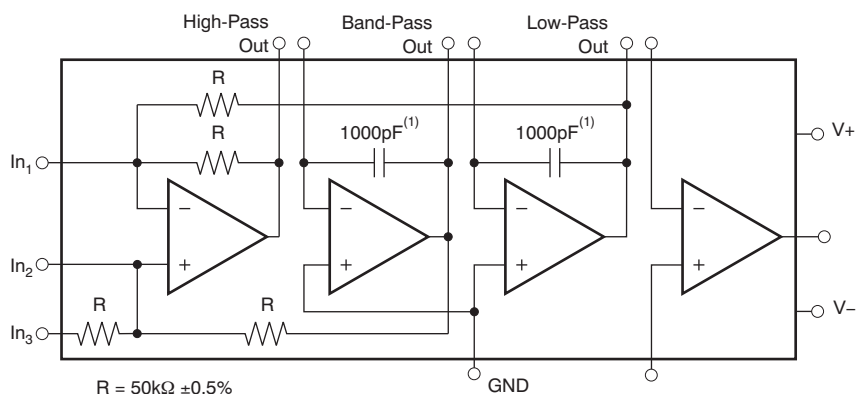 High-Pass
Out
Band-Pass
Out
Low-Pass
Out
R
R
1000pF(1)
1000pF(1)
V+
In1
In2
In3
R
R
V–
GND
R = 50kΩ ±0.5%
– + – + – + – +